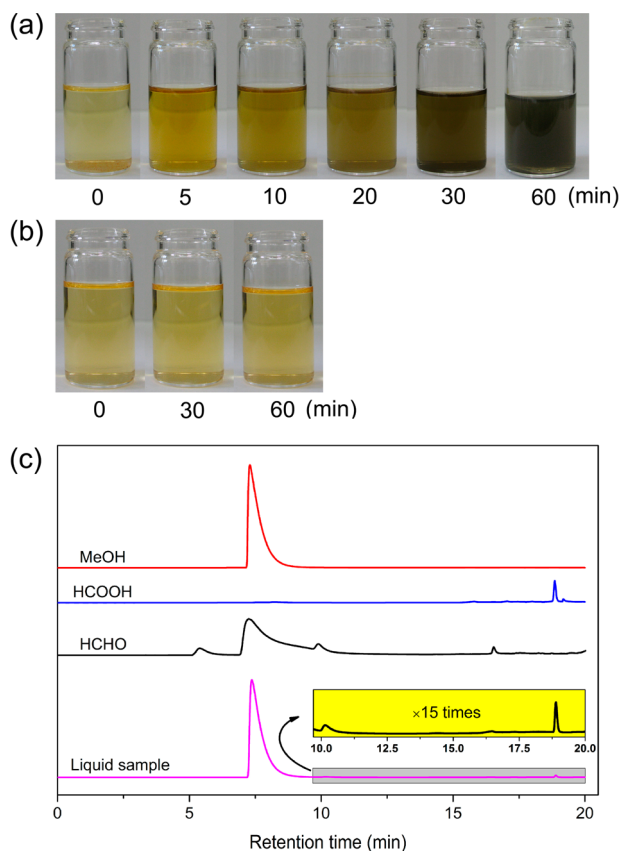 (a)
0 5 10 20 30 60 (min)
(b)
0 30 60 (min)
(c)
MeOH
HCOOH
HCHO
×15 times
10.0 12.5 15.0 17.5 20.0
Liquid sample
0 5 10 15 20
Retention time (min)